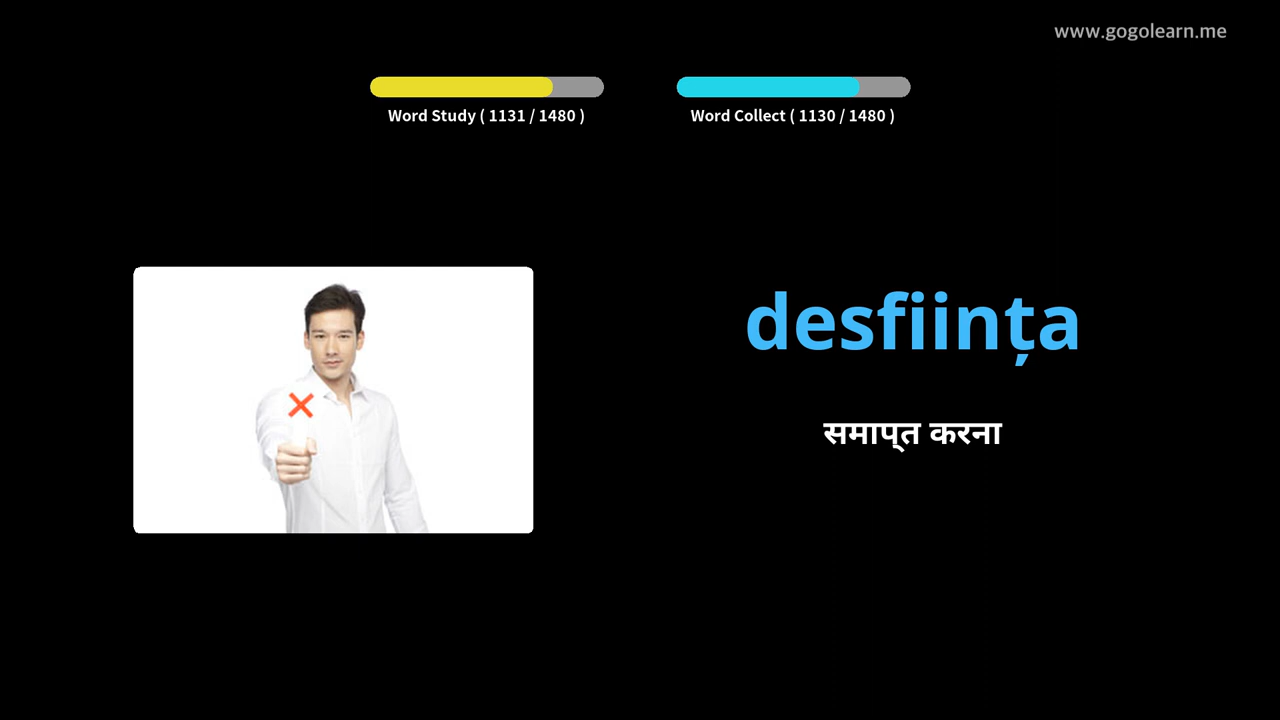 www.gogolearn.me
Word Study ( 1131 / 1480 )
Word Collect ( 1130 / 1480 )
desființa
समाप्त करना